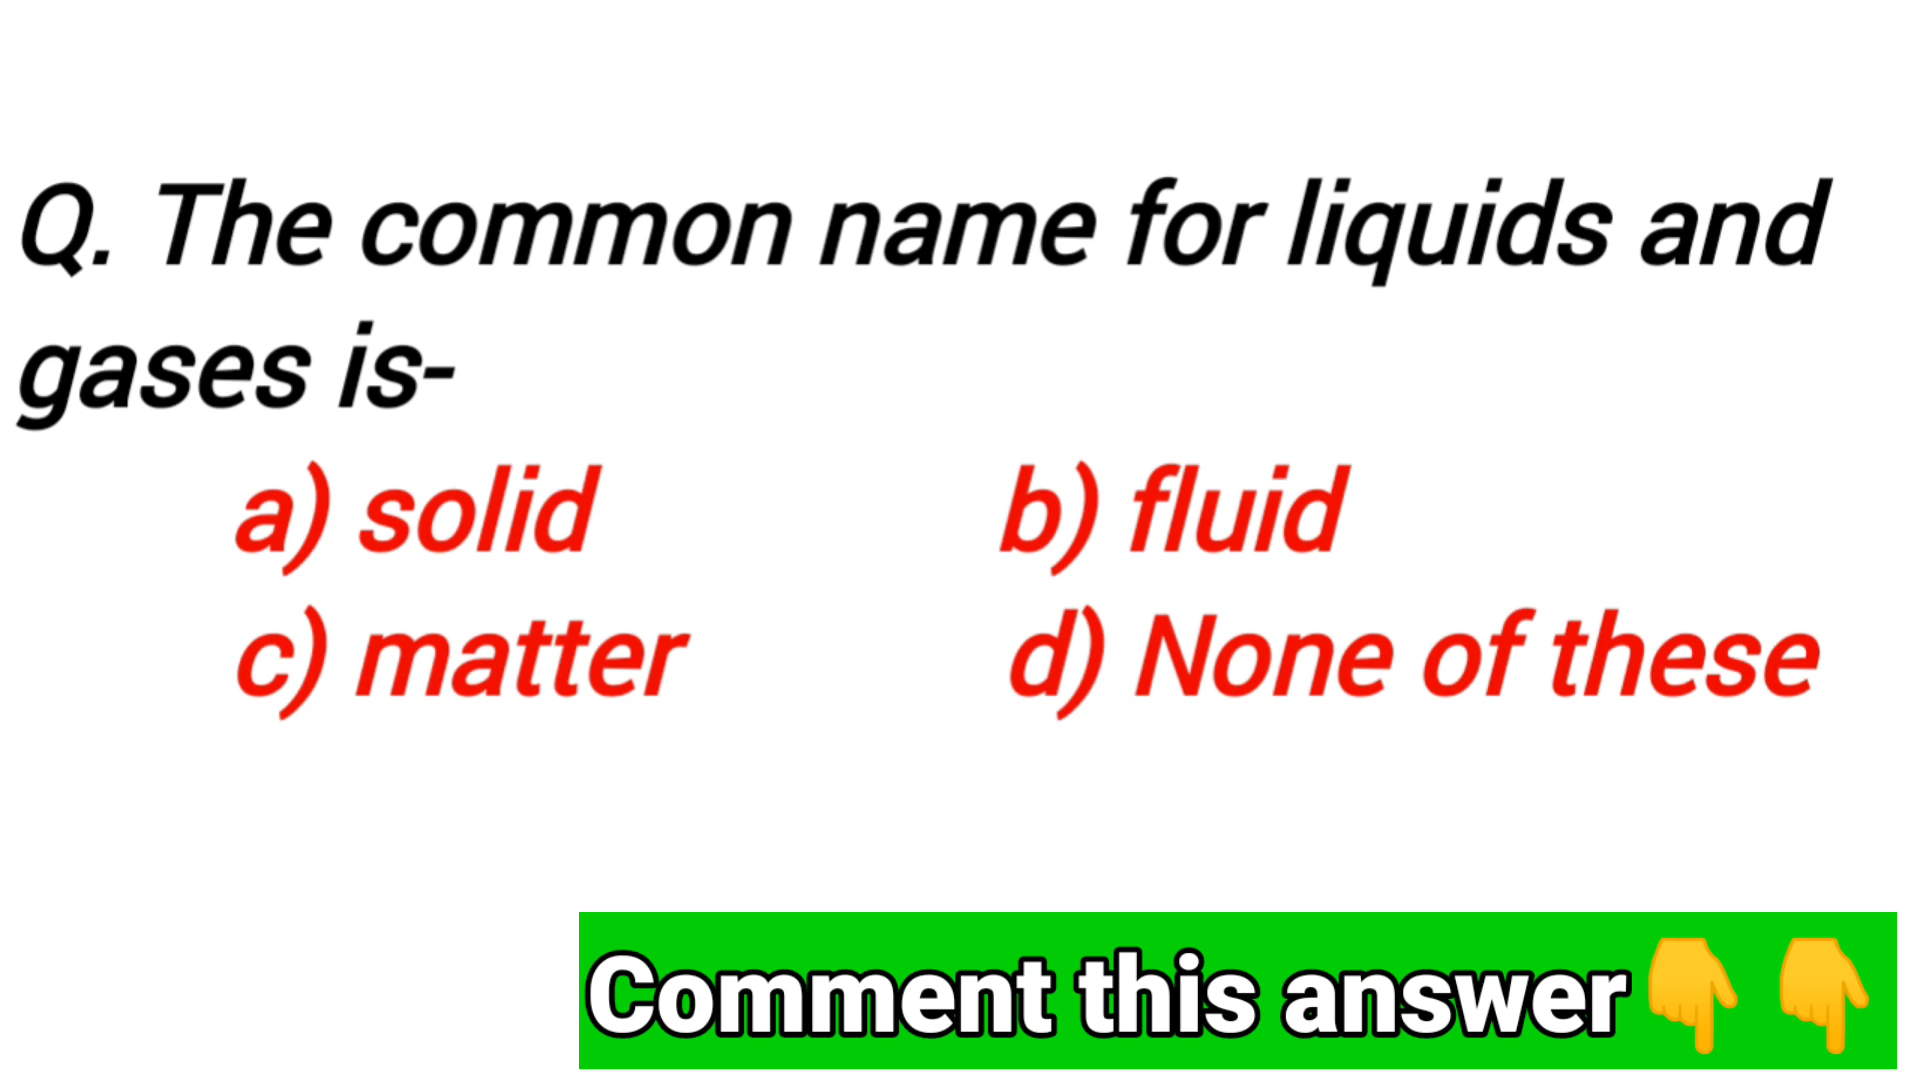 Q. The common name for liquids and
gases is-
a) solid b) fluid
c) matter d) None of these
Comment this answer👇👇